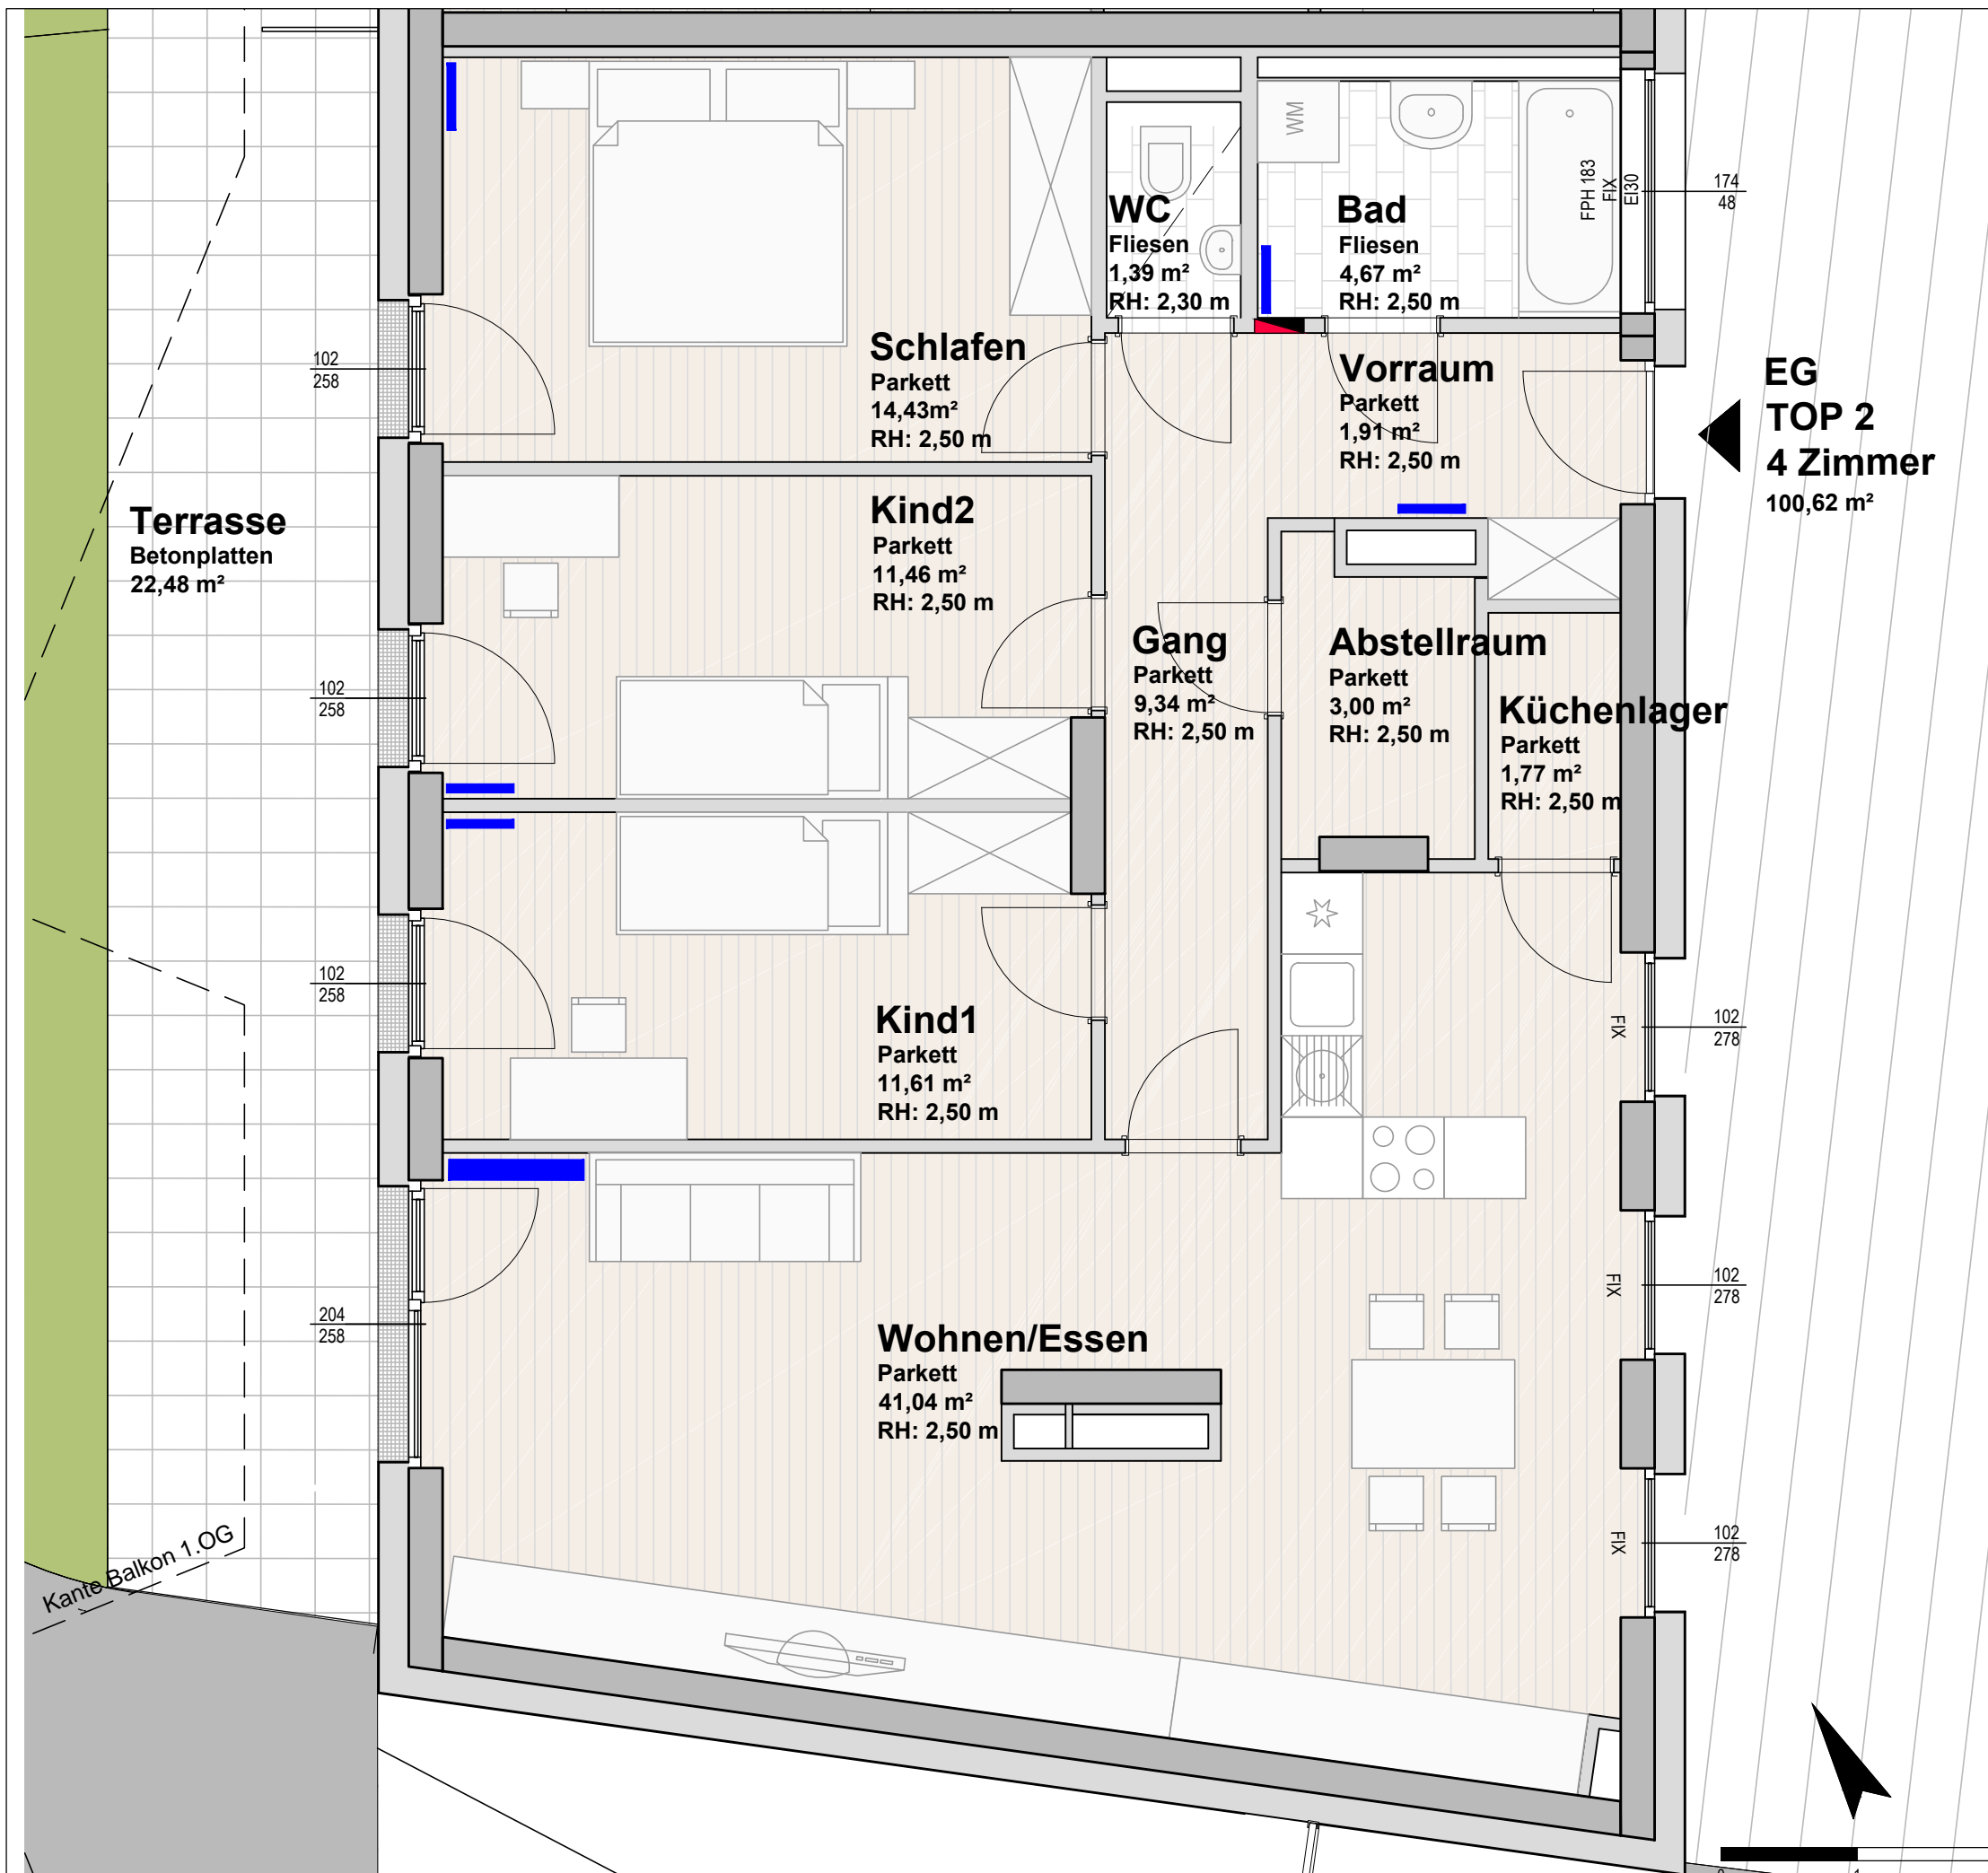 WM
FPH 183
FIX
EI30
174
48
WC
Fliesen
1,39 m²
RH: 2,30 m
Bad
Fliesen
4,67 m²
RH: 2,50 m
Schlafen
Parkett
14,43m²
RH: 2,50 m
Vorraum
Parkett
1,91 m²
RH: 2,50 m
EG
TOP 2
4 Zimmer
100,62 m²
102
258
Terrasse
Betonplatten
22,48 m²
Kind2
Parkett
11,46 m²
RH: 2,50 m
Gang
Parkett
9,34 m²
RH: 2,50 m
Abstellraum
Parkett
3,00 m²
RH: 2,50 m
Küchenlager
Parkett
1,77 m²
RH: 2,50 m
102
258
102
258
Kind1
Parkett
11,61 m²
RH: 2,50 m
FIX
102
278
FIX
102
278
204
258
Wohnen/Essen
Parkett
41,04 m²
RH: 2,50 m
FIX
102
278
Kante Balkon 1.OG